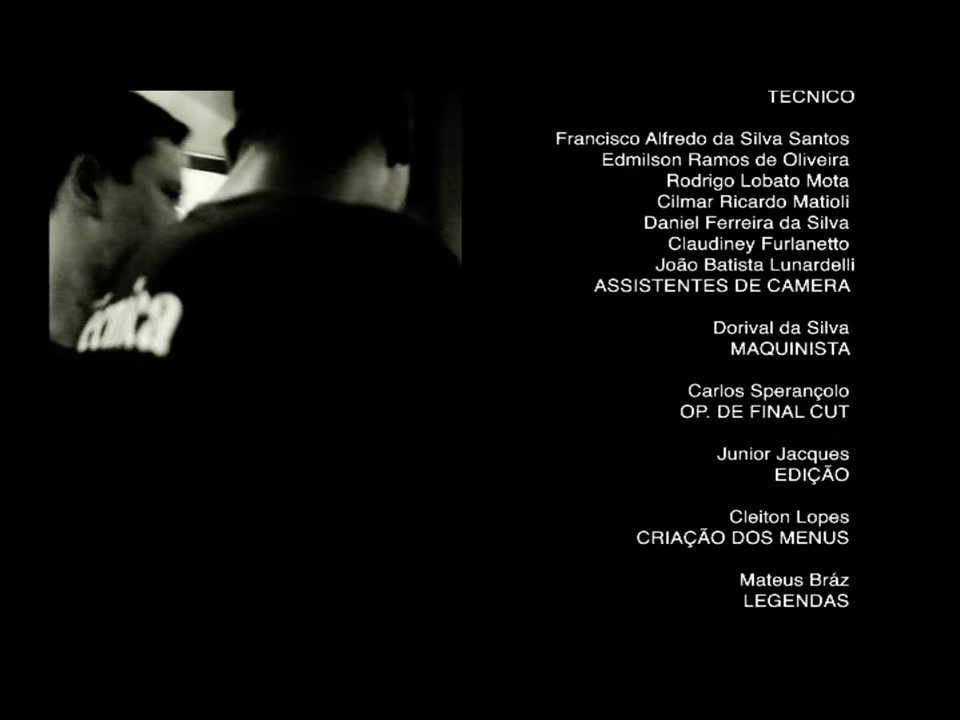 TECNICO
Francisco Alfredo da Silva Santos
Edmilson Ramos de Oliveira
Rodrigo Lobato Mota
Cilmar Ricardo Matioli
Daniel Ferreira da Silva
Claudiney Furlanetto
João Batista Lunardelli
ASSISTENTES DE CAMERA
Dorival da Silva
MAQUINISTA
Carlos Sperançolo
OP. DE FINAL CUT
Junior Jacques
EDIÇÃO
Cleiton Lopes
CRIAÇÃO DOS MENUS
Mateus Bráz
LEGENDAS